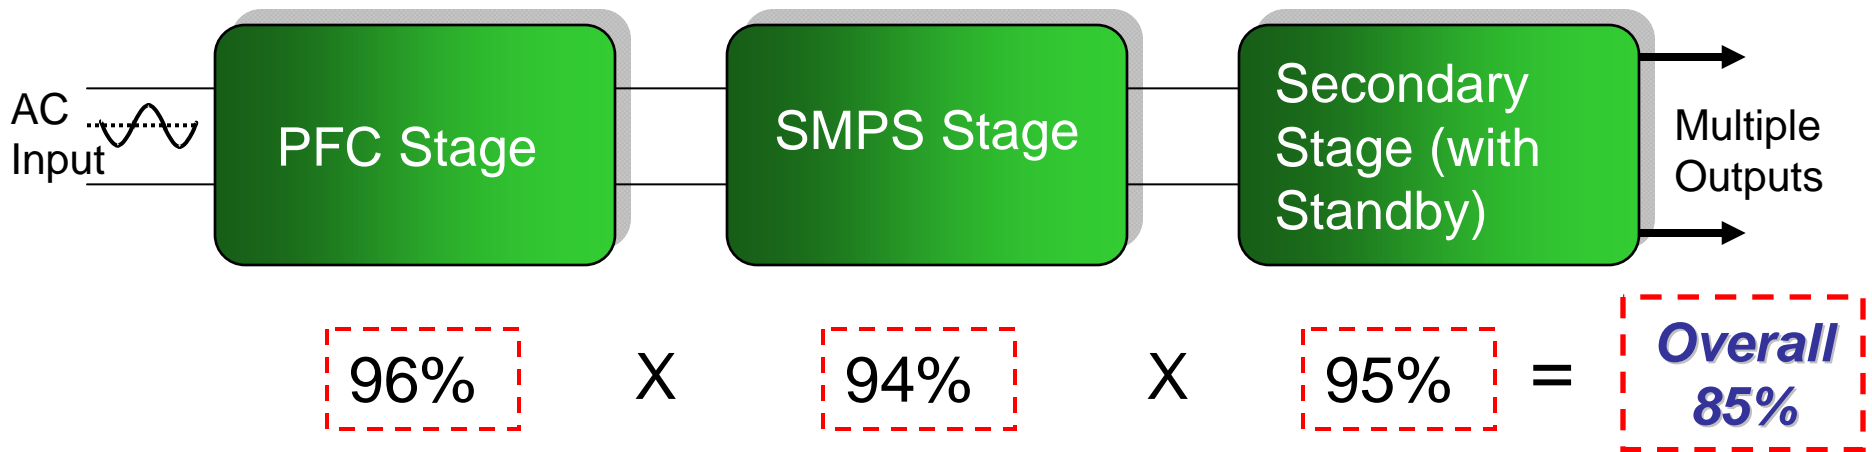 AC
Input
PFC Stage
SMPS Stage
Secondary
Stage (with
Standby)
Multiple
Outputs
96% X 94% X 95% =
Overall
85%